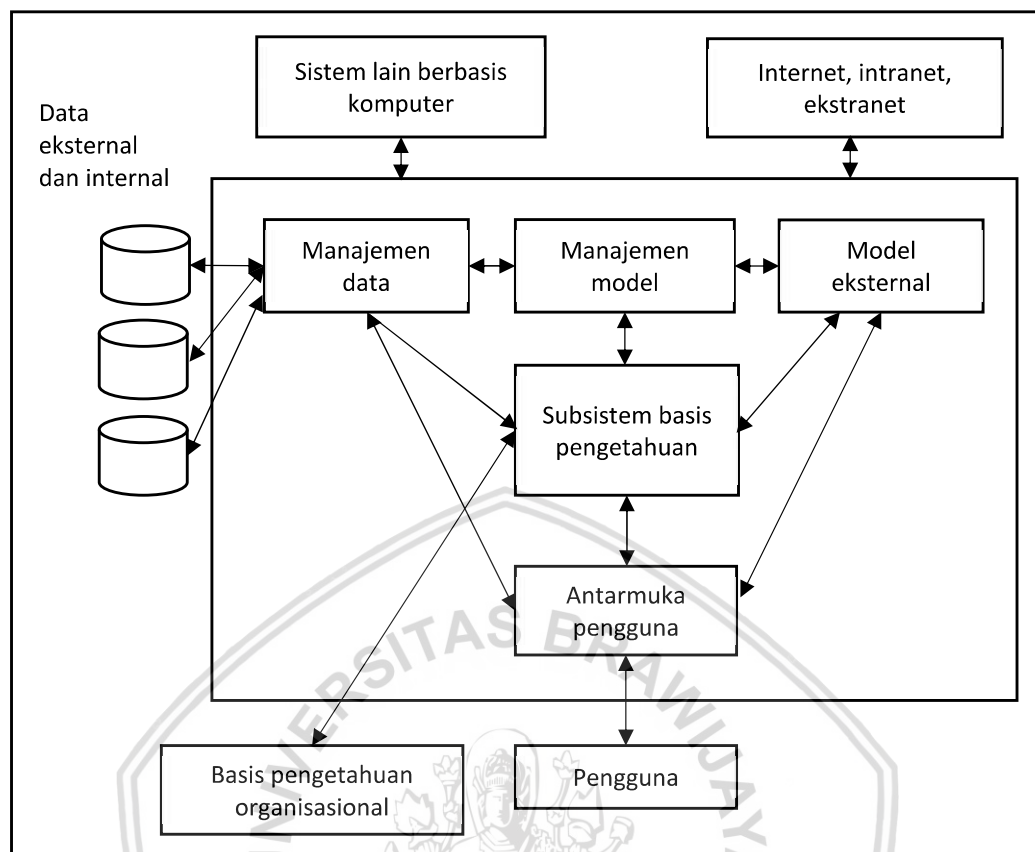 Sistem lain berbasis
komputer
Internet, intranet,
ekstranet
Data
eksternal
dan internal
Manajemen
data
Manajemen
model
Model
eksternal
Subsistem basis
pengetahuan
Antarmuka
pengguna
Basis pengetahuan
organisasional
Pengguna
UNIVERSITAS BRAWIJAYA